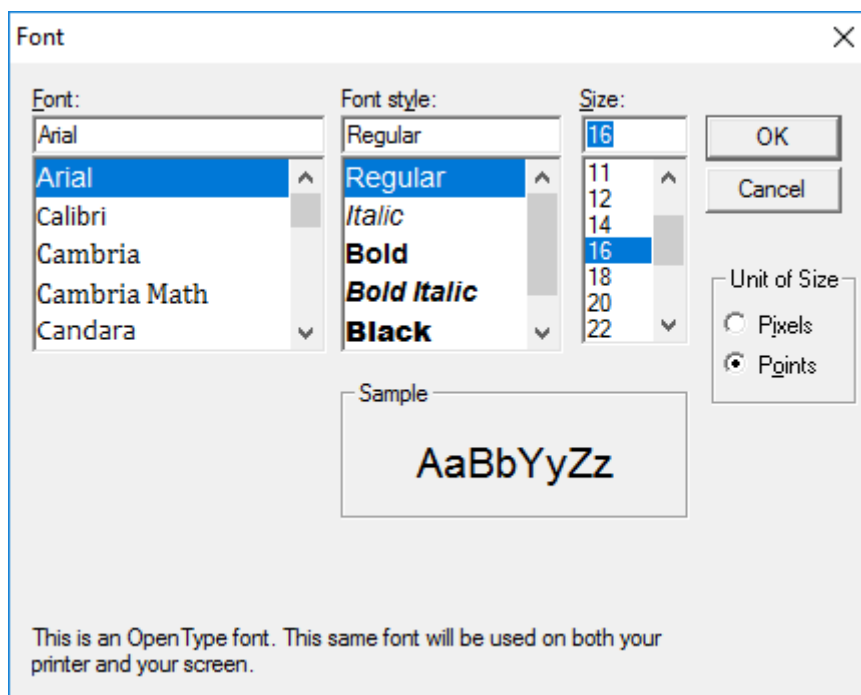 Font
Font:
Arial
Arial
Calibri
Cambria
Cambria Math
Candara
Font style:
Regular
Regular
Italic
Bold
Bold Italic
Black
Size:
16
11
12
14
16
18
20
22
OK
Cancel
Unit of Size
Pixels
Points
Sample
AaBbYyZz
This is an OpenType font. This same font will be used on both your
printer and your screen.